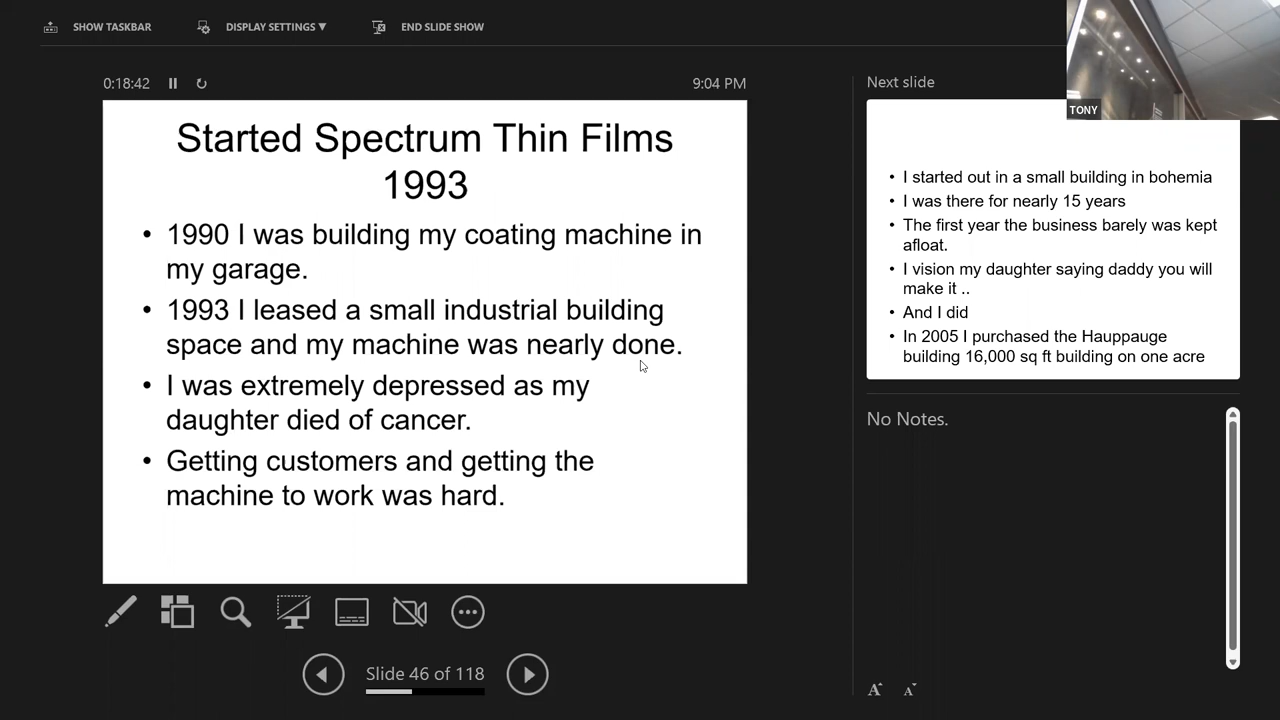 SHOW TASKBAR
DISPLAY SETTINGS ▼
END SLIDE SHOW
0:18:42
9:04 PM
Started Spectrum Thin Films
1993
• 1990 I was building my coating machine in
my garage.
• 1993 I leased a small industrial building
space and my machine was nearly done.
• I was extremely depressed as my
daughter died of cancer.
• Getting customers and getting the
machine to work was hard.
Slide 46 of 118
Next slide
TONY
• I started out in a small building in bohemia
• I was there for nearly 15 years
• The first year the business barely was kept
afloat.
• I vision my daughter saying daddy you will
make it ..
• And I did
• In 2005 I purchased the Hauppauge
building 16,000 sq ft building on one acre
No Notes.
A A